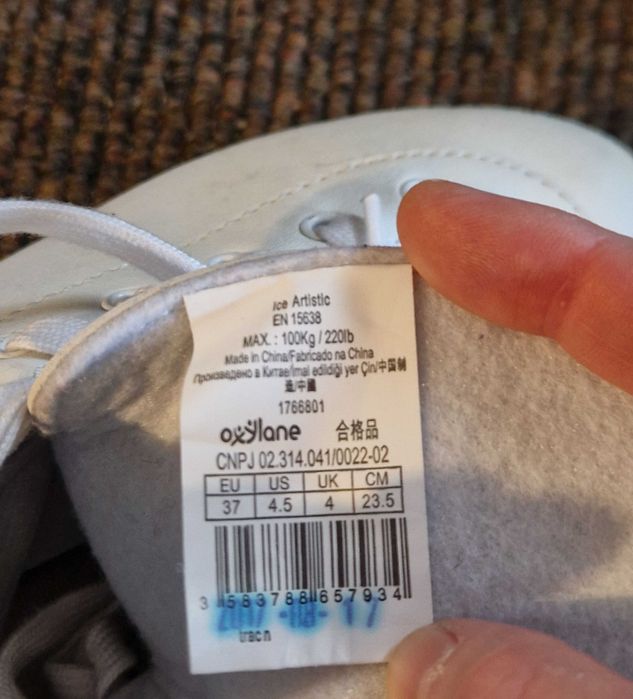 Ice Artistic
EN 15638
MAX. : 100Kg / 220lb
Made in China/Fabricado na China
Произведено в Китае/Imal edildiği yer Çin/中国制
造/中國
1766801
oxylane 合格品
CNPJ 02.314.041/0022-02
EU US UK CM
37 4.5 4 23.5
3 583788 657934